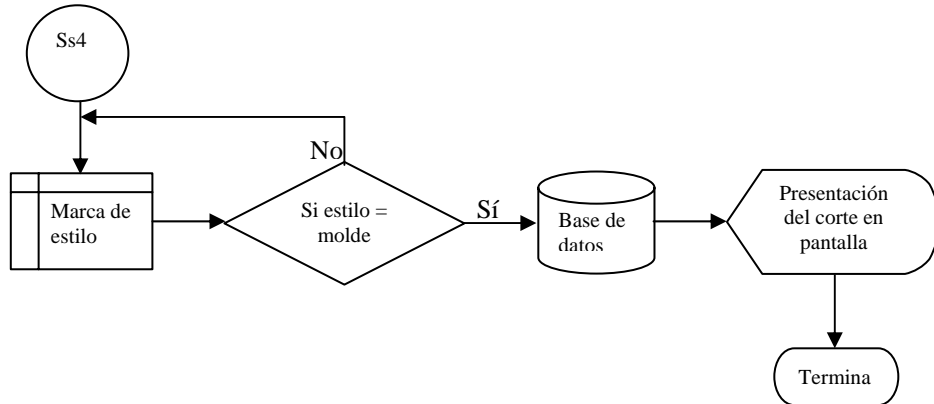 Ss4
No
Marca de
estilo
Si estilo =
molde
Sí
Base de
datos
Presentación
del corte en
pantalla
Termina